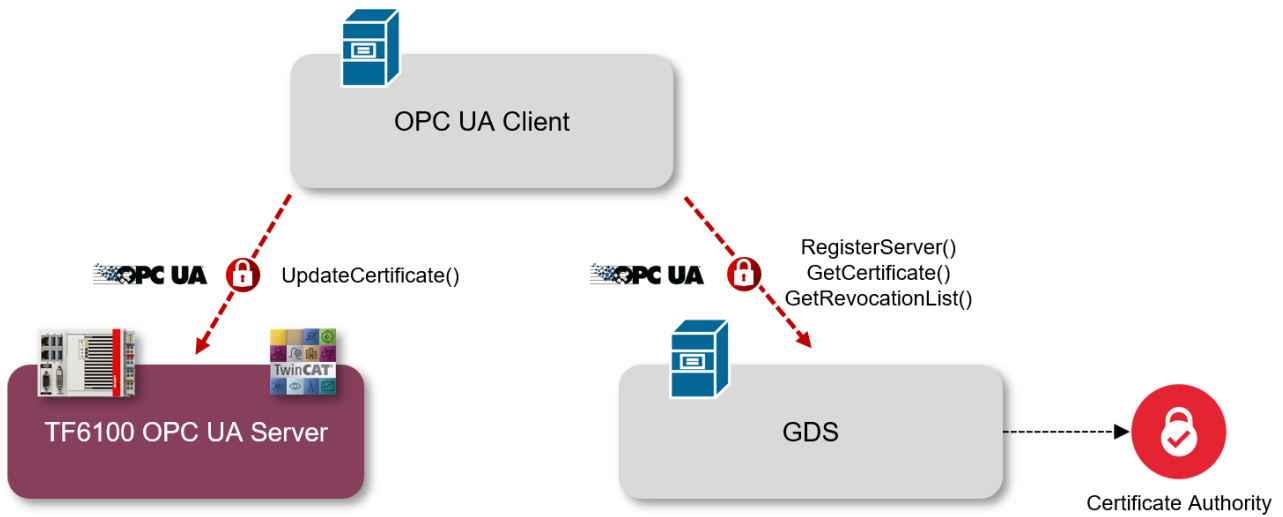 OPC UA Client
OPC UA
UpdateCertificate()
OPC UA
RegisterServer()
GetCertificate()
GetRevocationList()
TwinCAT
TF6100 OPC UA Server
GDS
Certificate Authority